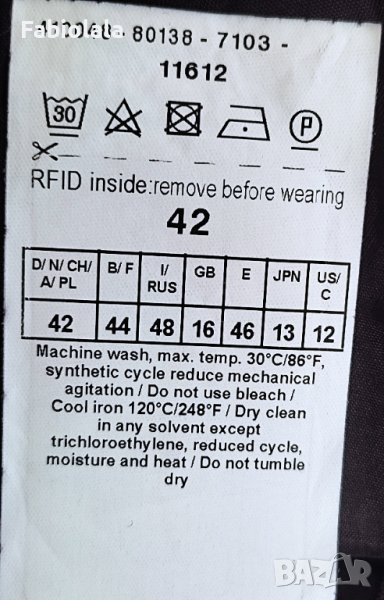 Fabiolela
80138 - 7103 -
11612
30
P
RFID inside:remove before wearing
42
D/ N/ CH/ A/ PL B/ F I/ RUS GB E JPN US/ C
42 44 48 16 46 13 12
Machine wash, max. temp. 30°C/86°F,
synthetic cycle reduce mechanical
agitation / Do not use bleach /
Cool iron 120°C/248°F / Dry clean
in any solvent except
trichloroethylene, reduced cycle,
moisture and heat / Do not tumble
dry
BAZAR